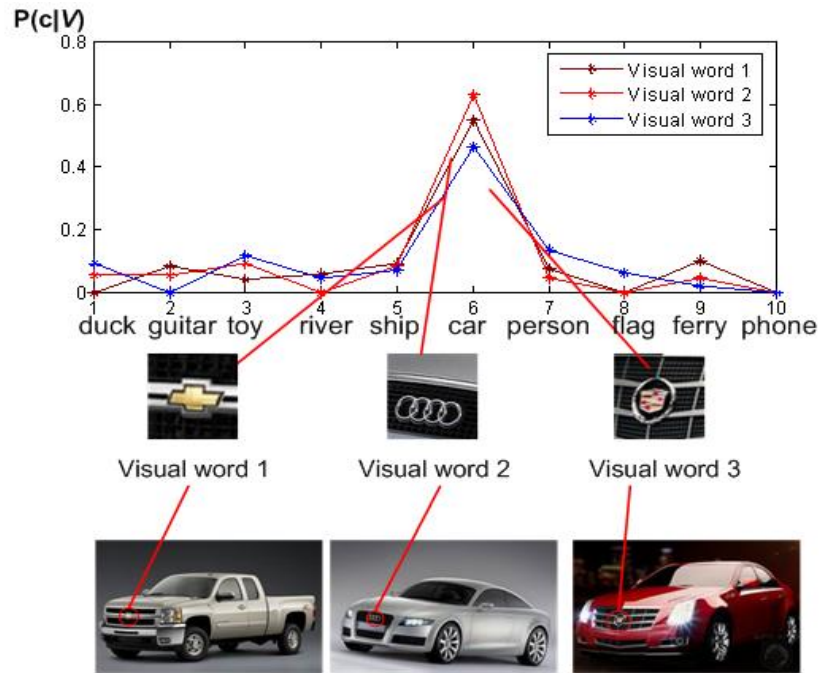 P(c|V)
0.8
0.6
0.4
0.2
0
Visual word 1
Visual word 2
Visual word 3
1 2 3 4 5 6 7 8 9 10
duck guitar toy river ship car person flag ferry phone
Visual word 1 Visual word 2 Visual word 3